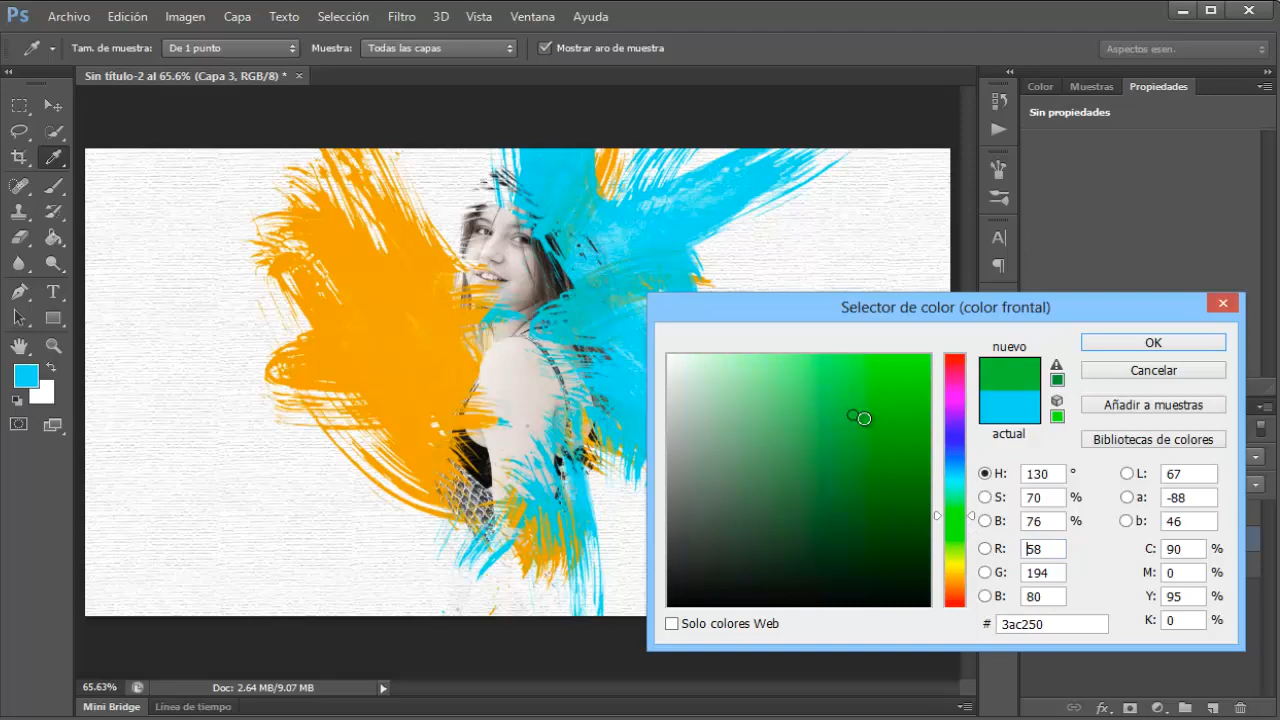 Ps Archivo Edición Imagen Capa Texto Selección Filtro 3D Vista Ventana Ayuda
Tam. de muestra: De 1 punto Muestra: Todas las capas Mostrar aro de muestra Aspectos esen.
Sin título-2 al 65.6% (Capa 3, RGB/8) *
Color Muestras Propiedades
Sin propiedades
Selector de color (color frontal)
nuevo
actual
OK
Cancelar
Añadir a muestras
Bibliotecas de colores
H: 130 ° L: 67
S: 70 % a: -88
B: 76 % b: 46
R: 58 C: 90 %
G: 194 M: 0 %
B: 80 Y: 95 %
# 3ac250 K: 0 %
Solo colores Web
65.63% Doc: 2.64 MB/9.07 MB
Mini Bridge Línea de tiempo